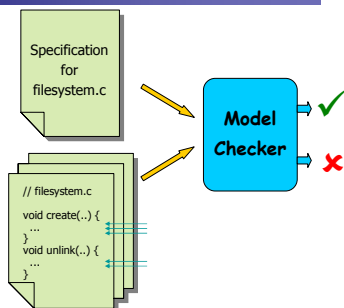 Specification
for
filesystem.c
Model
Checker
// filesystem.c
void create(..) {
...
}
void unlink(..) {
...
}